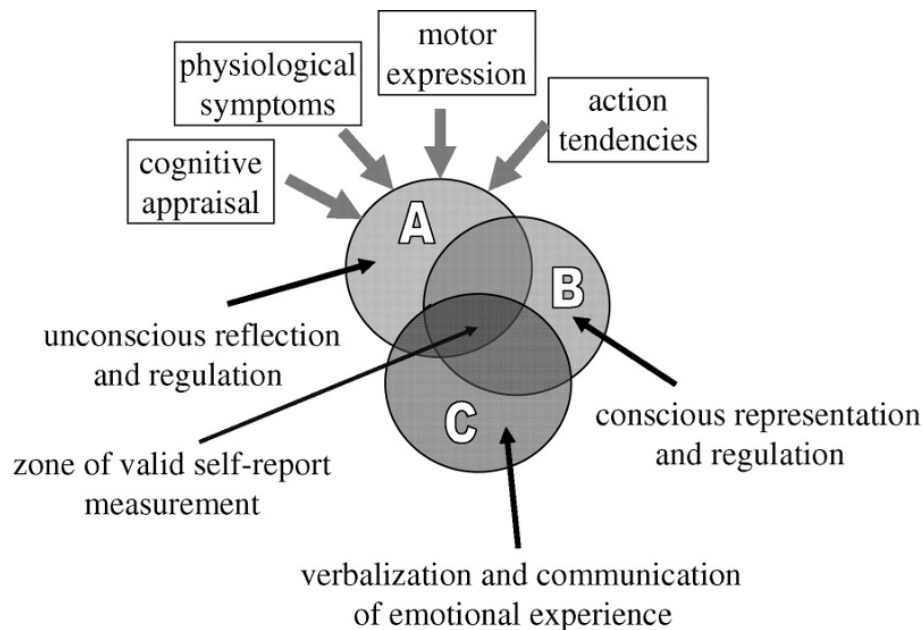 motor
expression
physiological
symptoms
action
tendencies
cognitive
appraisal
A
B
unconscious reflection
and regulation
C
conscious representation
and regulation
zone of valid self-report
measurement
verbalization and communication
of emotional experience